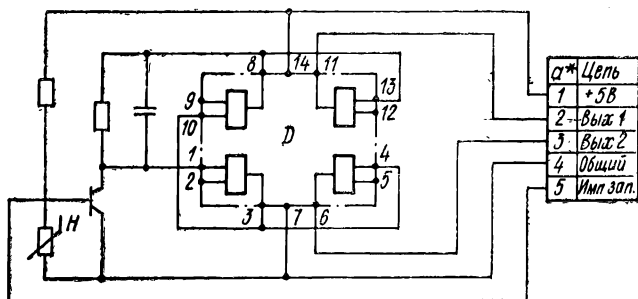 8
14
11
9
10
D
13
12
1
2
4
5
3
7
6
H
а* Цепь
1 +5В
2 Вых 1
3 Вых 2
4 Общий
5 Имп зап.